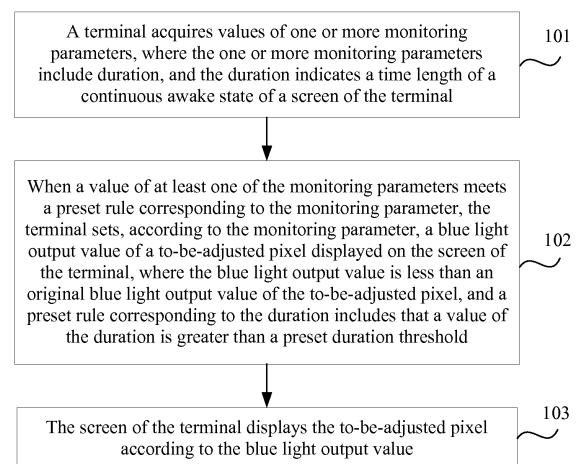 A terminal acquires values of one or more monitoring
parameters, where the one or more monitoring parameters
include duration, and the duration indicates a time length of a
continuous awake state of a screen of the terminal
101
When a value of at least one of the monitoring parameters meets
a preset rule corresponding to the monitoring parameter, the
terminal sets, according to the monitoring parameter, a blue light
output value of a to-be-adjusted pixel displayed on the screen of
the terminal, where the blue light output value is less than an
original blue light output value of the to-be-adjusted pixel, and a
preset rule corresponding to the duration includes that a value of
the duration is greater than a preset duration threshold
102
The screen of the terminal displays the to-be-adjusted pixel
according to the blue light output value
103